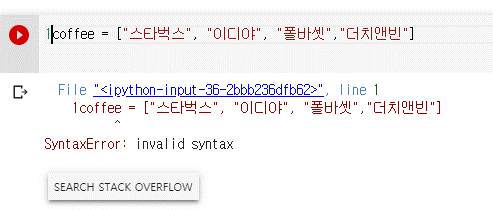 1coffee = ["스타벅스", "이디야", "폴바셋","더치앤빈"]
File "<ipython-input-36-2bbb236dfb62>", line 1
1coffee = ["스타벅스", "이디야", "폴바셋","더치앤빈"]
^
SyntaxError: invalid syntax
SEARCH STACK OVERFLOW